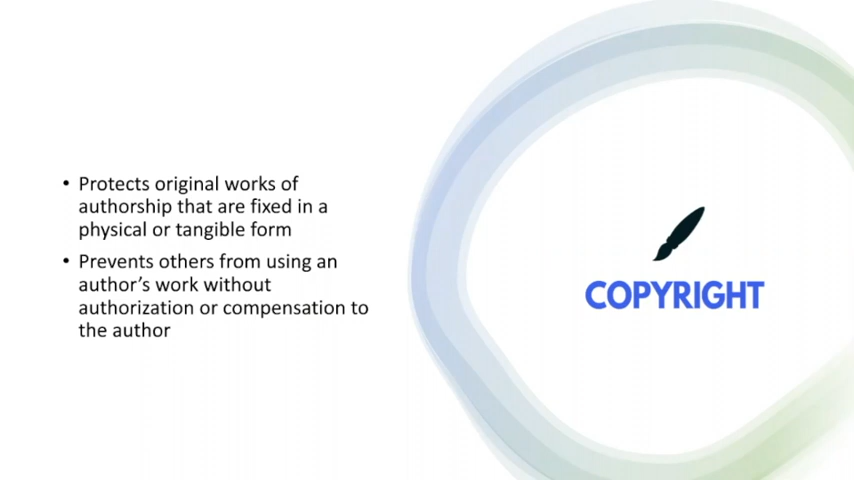 • Protects original works of
authorship that are fixed in a
physical or tangible form
• Prevents others from using an
author’s work without
authorization or compensation to
the author
COPYRIGHT